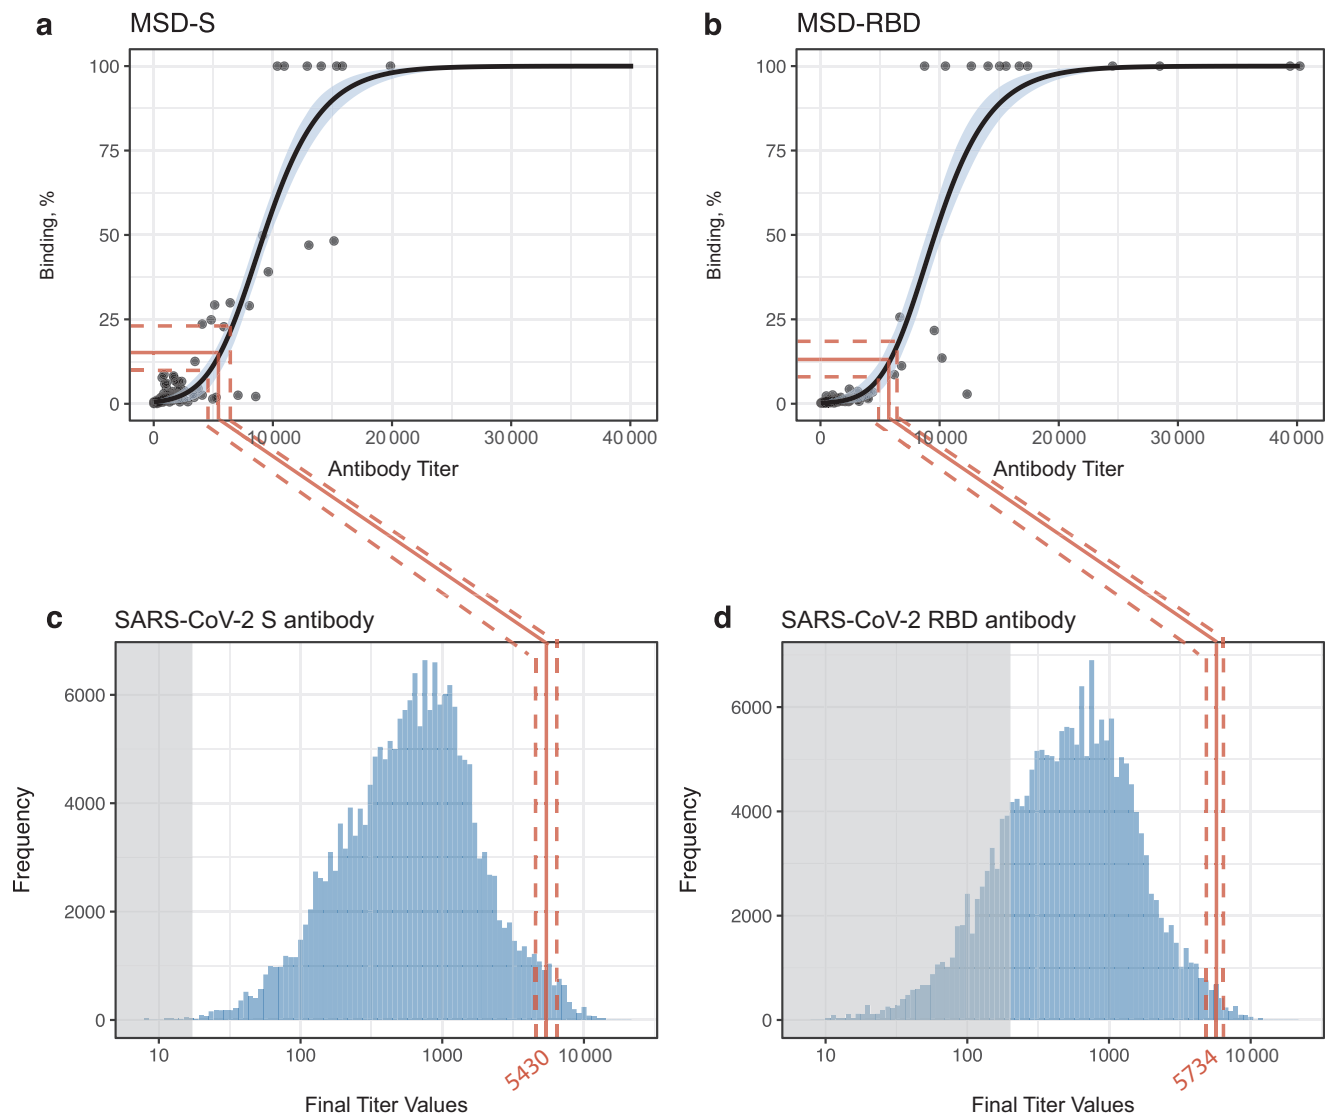 a MSD-S
100
75
50
25
0
Binding, %
0 10000 20000 30000 40000
Antibody Titer
b MSD-RBD
100
75
50
25
0
Binding, %
0 10000 20000 30000 40000
Antibody Titer
c SARS-CoV-2 S antibody
6000
4000
2000
0
Frequency
10 100 1000 10000
5430
Final Titer Values
d SARS-CoV-2 RBD antibody
6000
4000
2000
0
Frequency
10 100 1000 10000
5734
Final Titer Values